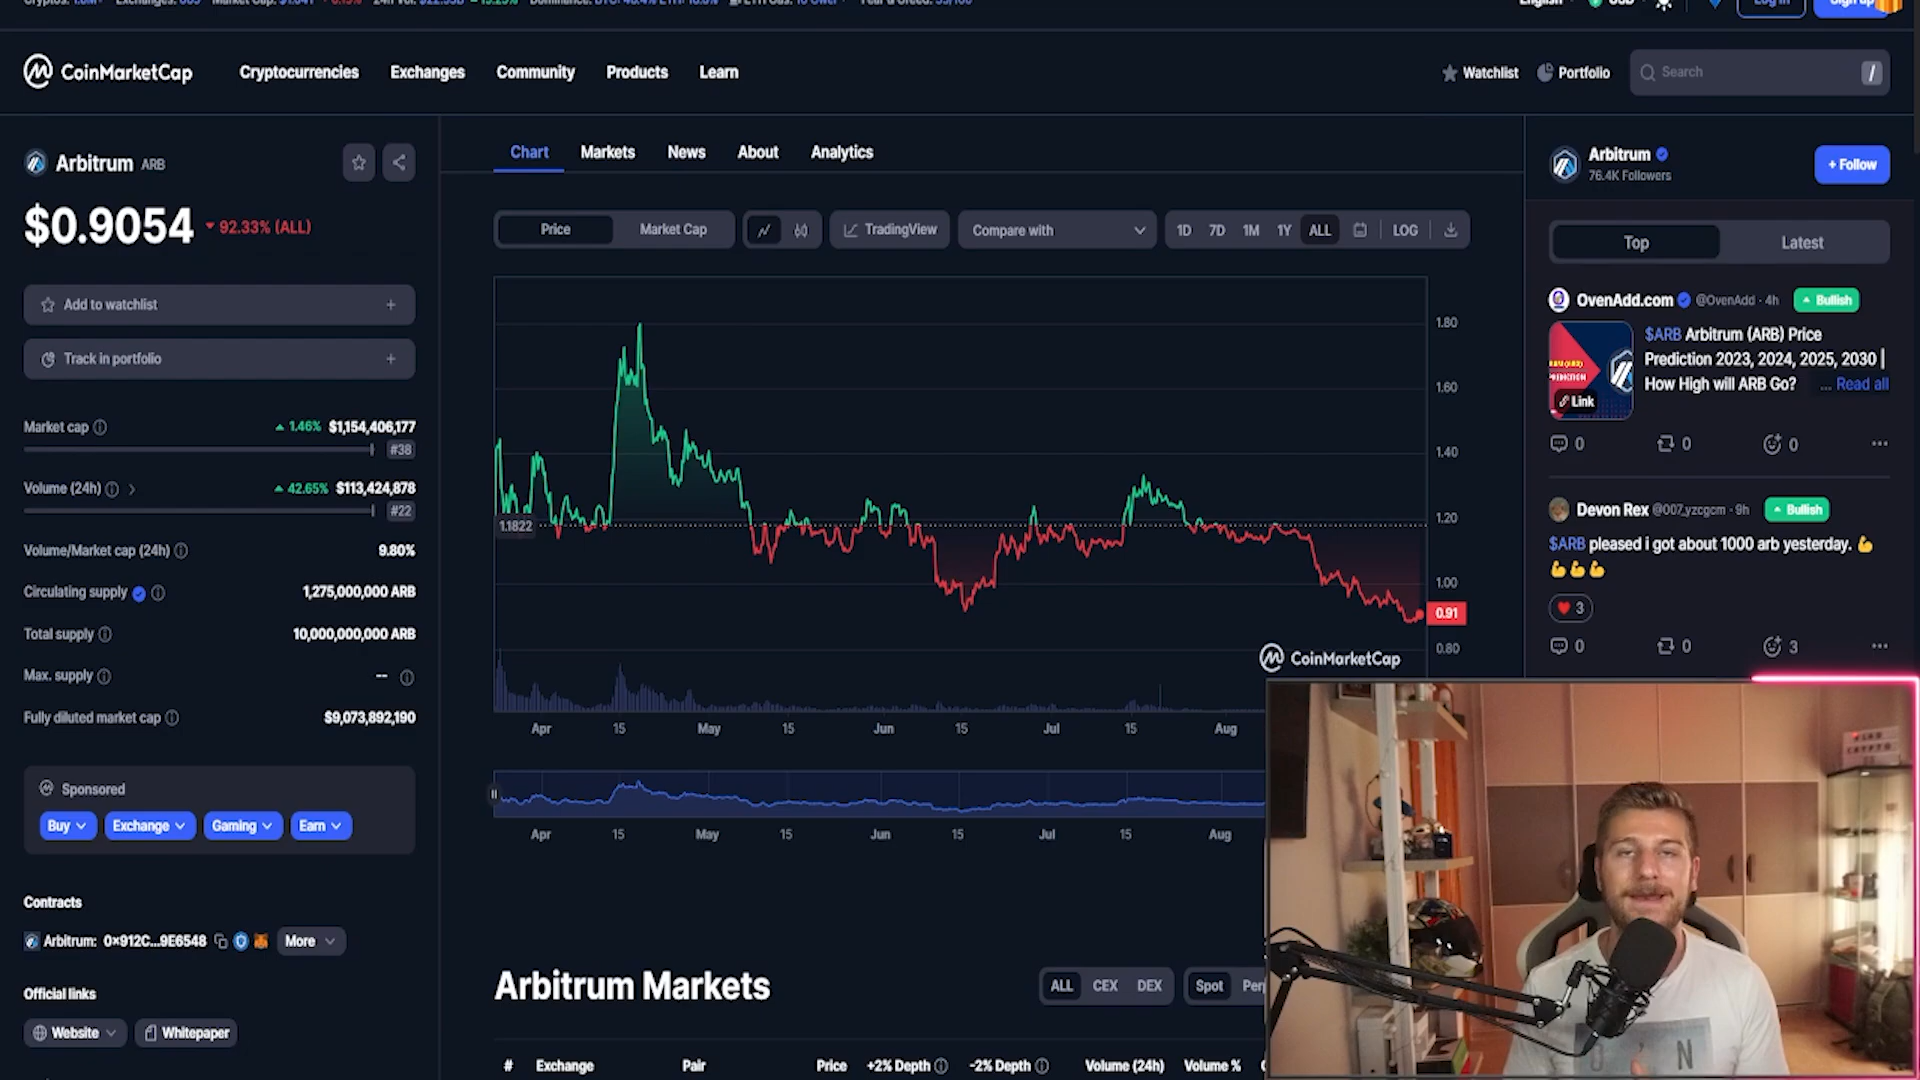 CoinMarketCap
Cryptocurrencies
Exchanges
Community
Products
Learn
Watchlist
Portfolio
Search
/
Arbitrum ARB
$0.9054
92.33% (ALL)
Add to watchlist
+
Track in portfolio
+
Market cap
1.46% $1,154,406,177
#38
Volume (24h)
42.65% $113,424,878
#22
Volume/Market cap (24h)
9.80%
Circulating supply
1,275,000,000 ARB
Total supply
10,000,000,000 ARB
Max. supply
--
Fully diluted market cap
$9,073,892,190
Sponsored
Buy
Exchange
Gaming
Earn
Contracts
Arbitrum: 0x912C...9E6548
More
Official links
Website
Whitepaper
Chart
Markets
News
About
Analytics
Price
Market Cap
TradingView
Compare with
1D 7D 1M 1Y ALL LOG
1.80
1.60
1.40
1.20
1.1822
1.00
0.91
0.80
CoinMarketCap
Apr 15 May 15 Jun 15 Jul 15 Aug
Apr 15 May 15 Jun 15 Jul 15 Aug
Arbitrum Markets
ALL CEX DEX
Spot
# Exchange Pair Price +2% Depth -2% Depth Volume (24h) Volume %
Arbitrum
76.4K Followers
+ Follow
Top
Latest
OvenAdd.com @OvenAdd · 4h Bullish
$ARB Arbitrum (ARB) Price
Prediction 2023, 2024, 2025, 2030 |
How High will ARB Go? ... Read all
Link
0 0 0
Devon Rex @007_yzcgcm · 9h Bullish
$ARB pleased i got about 1000 arb yesterday. 💪
💪💪💪
3
0 0 3